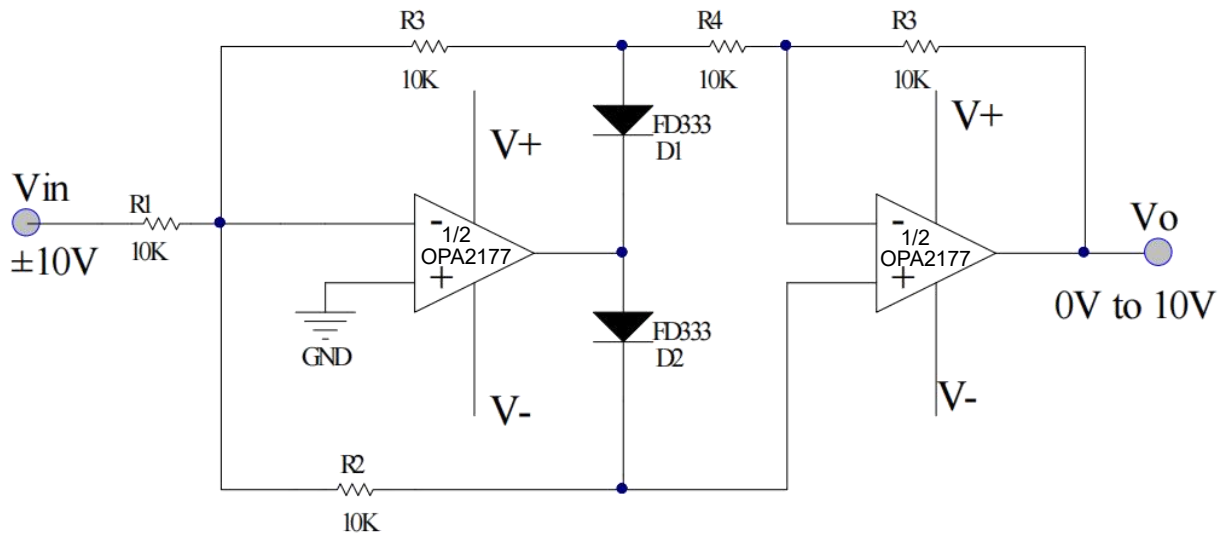 R3
R4
R3
10K
10K
10K
V+
FD333
D1
V+
Vin
R1
±10V
10K
-
1/2
OPA2177
+
-
1/2
OPA2177
+
Vo
0V to 10V
GND
FD333
D2
V-
V-
R2
10K